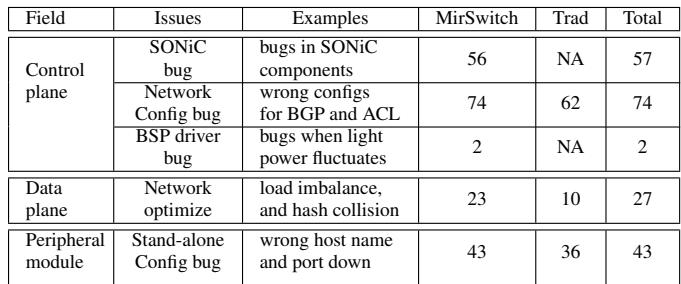 Field Issues Examples MirSwitch Trad Total
Control plane SONiC bug bugs in SONiC components 56 NA 57
Network Config bug wrong configs for BGP and ACL 74 62 74
BSP driver bug bugs when light power fluctuates 2 NA 2
Data plane Network optimize load imbalance, and hash collision 23 10 27
Peripheral module Stand-alone Config bug wrong host name and port down 43 36 43